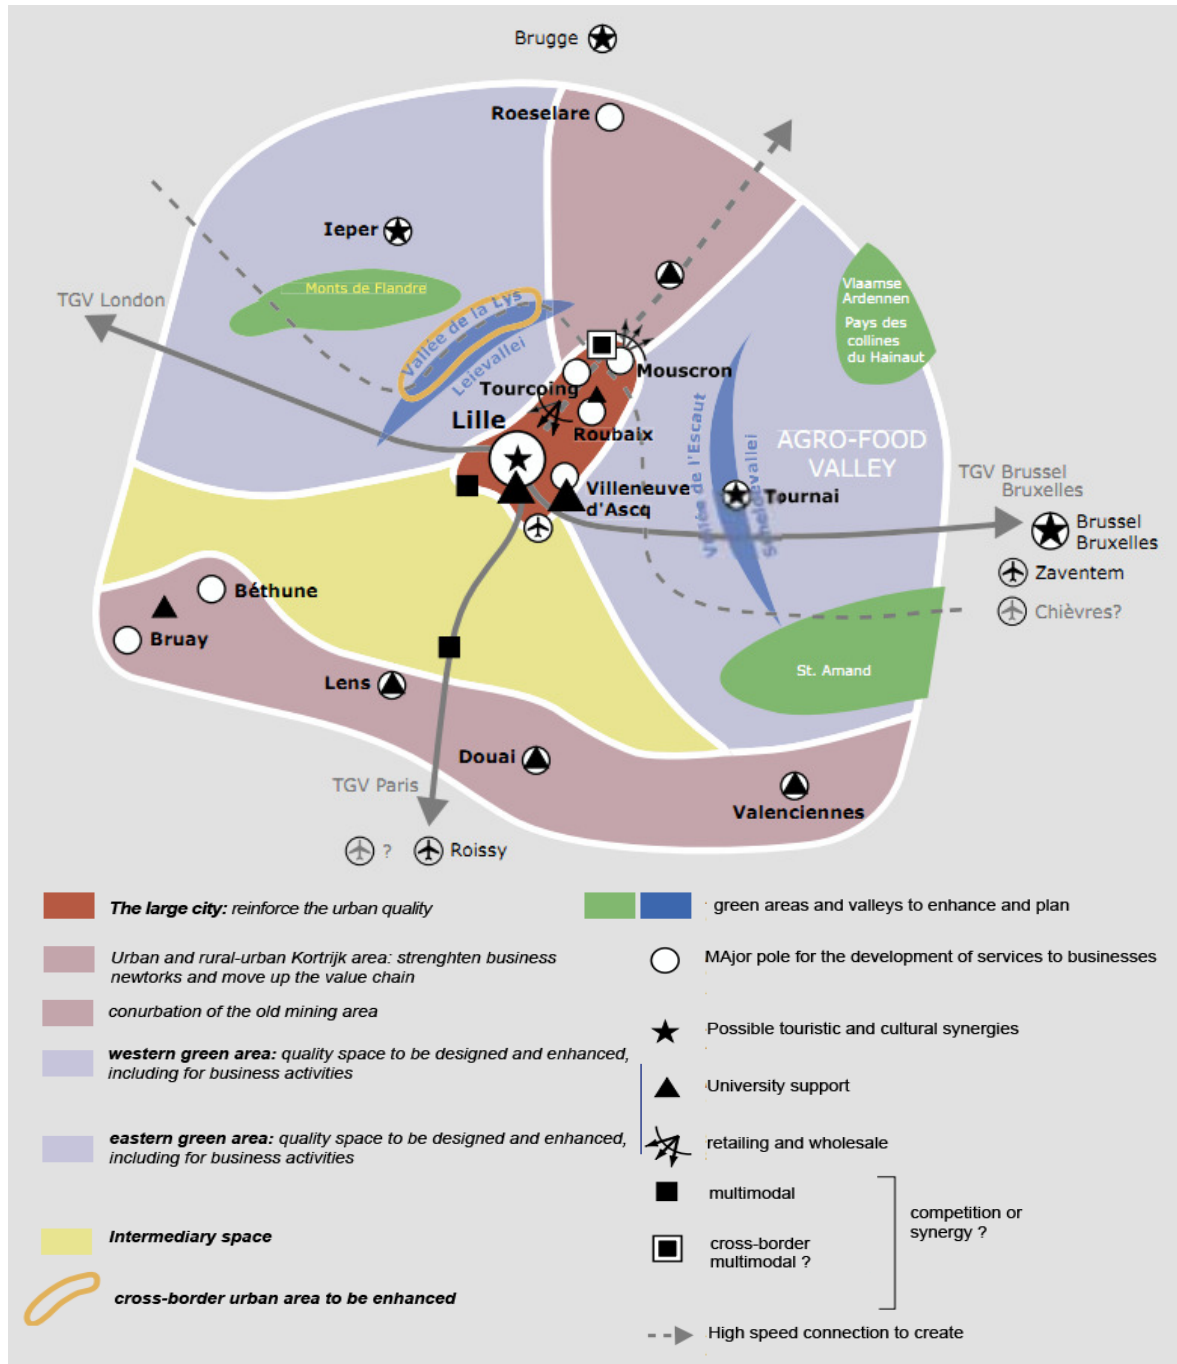 Brugge
Roeselare
Ieper
Monts de Flandre
TGV London
Vallée de la Lys
Leievallei
Vlaamse
Ardennen
Pays des
collines
du Hainaut
Mouscron
Tourcoing
Lille
Roubaix
Vallée de l'Escaut
Scheldevallei
AGRO-FOOD
VALLEY
TGV Brussel
Bruxelles
Villeneuve
d'Ascq
Tournai
Brussel
Bruxelles
Zaventem
Chièvres?
Béthune
Bruay
Lens
St. Amand
Douai
TGV Paris
Valenciennes
? Roissy
The large city: reinforce the urban quality
Urban and rural-urban Kortrijk area: strenghten business
newtorks and move up the value chain
conurbation of the old mining area
western green area: quality space to be designed and enhanced,
including for business activities
eastern green area: quality space to be designed and enhanced,
including for business activities
Intermediary space
cross-border urban area to be enhanced
green areas and valleys to enhance and plan
MAjor pole for the development of services to businesses
Possible touristic and cultural synergies
University support
retailing and wholesale
multimodal
cross-border
multimodal ?
competition or
synergy ?
High speed connection to create